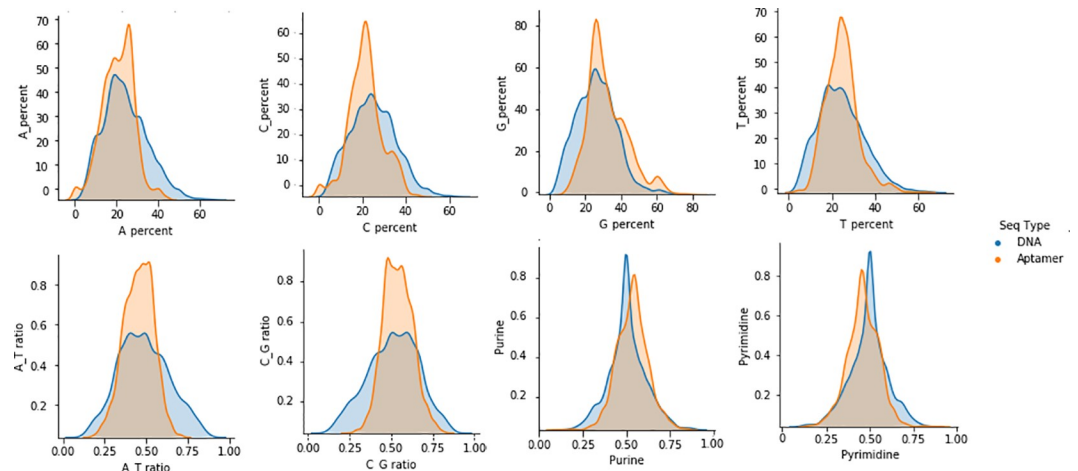 70
60
50
40
30
20
10
0
A_percent
0 20 40 60
A percent
60
50
40
30
20
10
0
C_percent
0 20 40 60
C percent
80
60
40
20
0
G_percent
0 20 40 60 80
G percent
70
60
50
40
30
20
10
0
T_percent
0 20 40 60
T percent
Seq Type
DNA
Aptamer
0.8
0.6
0.4
0.2
A_T ratio
0.00 0.25 0.50 0.75 1.00
A_T ratio
0.8
0.6
0.4
0.2
C_G ratio
0.00 0.25 0.50 0.75 1.00
C_G ratio
0.8
0.6
0.4
0.2
Purine
0.00 0.25 0.50 0.75 1.00
Purine
0.8
0.6
0.4
0.2
Pyrimidine
0 0.25 0.50 0.75 1.00
Pyrimidine